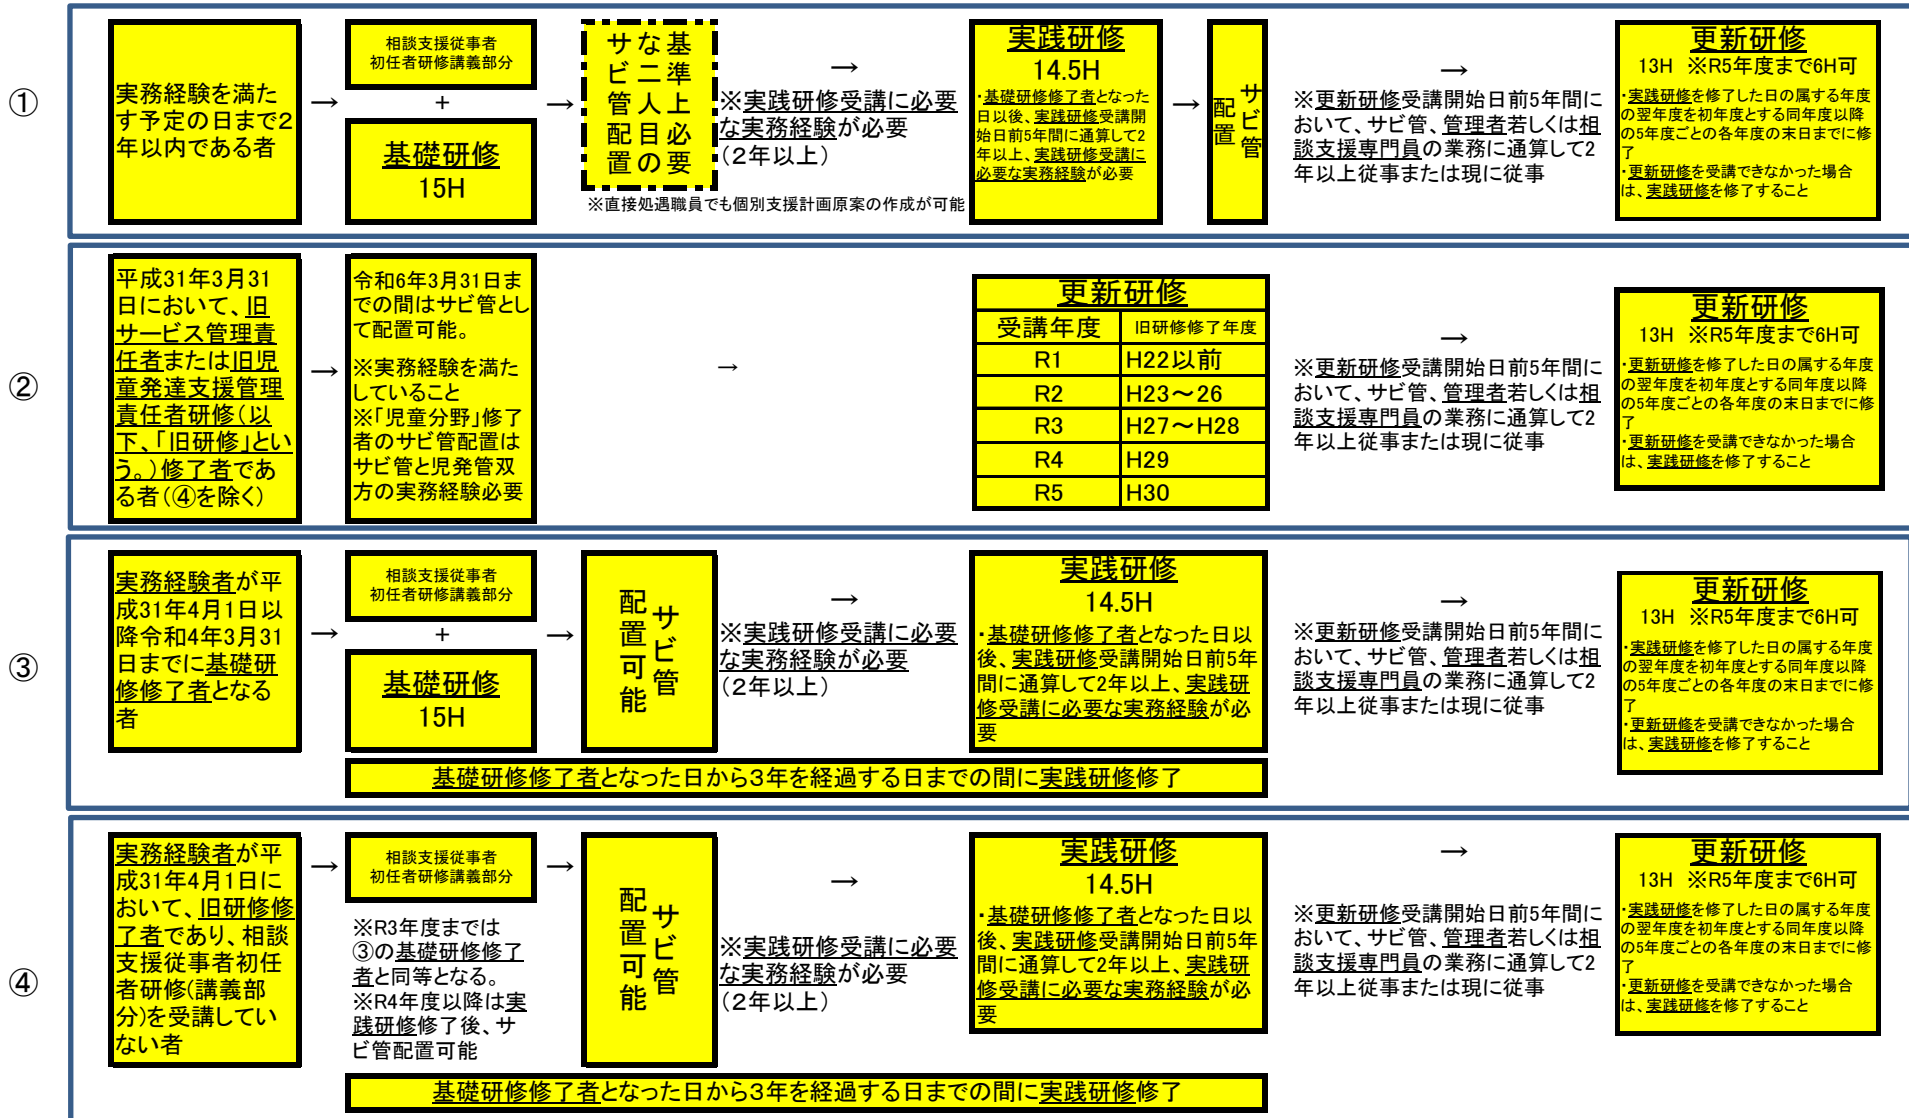 ①
実務経験を満た
す予定の日まで2
年以内である者
→
相談支援従事者
初任者研修講義部分
+
基礎研修
15H
→
基準上必要
な二人目の
サビ管配置
→
※実践研修受講に必要
な実務経験が必要
(2年以上)
※直接処遇職員でも個別支援計画原案の作成が可能
実践研修
14.5H
・基礎研修修了者となった
日以後、実践研修受講開
始日前5年間に通算して2
年以上、実践研修受講に
必要な実務経験が必要
→
サビ管
配置
→
※更新研修受講開始日前5年間に
おいて、サビ管、管理者若しくは相
談支援専門員の業務に通算して2
年以上従事または現に従事
更新研修
13H ※R5年度まで6H可
・実践研修を修了した日の属する年度
の翌年度を初年度とする同年度以降
の5年度ごとの各年度の末日までに修
了
・更新研修を受講できなかった場合
は、実践研修を修了すること
②
平成31年3月31
日において、旧
サービス管理責
任者または旧児
童発達支援管理
責任者研修(以
下、「旧研修」とい
う。)修了者であ
る者(④を除く)
→
令和6年3月31日ま
での間はサビ管とし
て配置可能。
※実務経験を満た
していること
※「児童分野」修了
者のサビ管配置は
サビ管と児発管双
方の実務経験必要
→
更新研修
受講年度 旧研修修了年度
R1 H22以前
R2 H23～26
R3 H27～H28
R4 H29
R5 H30
→
※更新研修受講開始日前5年間に
おいて、サビ管、管理者若しくは相
談支援専門員の業務に通算して2
年以上従事または現に従事
更新研修
13H ※R5年度まで6H可
・更新研修を修了した日の属する年度
の翌年度を初年度とする同年度以降
の5年度ごとの各年度の末日までに修
了
・更新研修を受講できなかった場合
は、実践研修を修了すること
③
実務経験者が平
成31年4月1日以
降令和4年3月31
日までに基礎研
修修了者となる
者
→
相談支援従事者
初任者研修講義部分
+
基礎研修
15H
→
サビ管
配置可能
→
※実践研修受講に必要
な実務経験が必要
(2年以上)
実践研修
14.5H
・基礎研修修了者となった日以
後、実践研修受講開始日前5年
間に通算して2年以上、実践研
修受講に必要な実務経験が必
要
基礎研修修了者となった日から3年を経過する日までの間に実践研修修了
→
※更新研修受講開始日前5年間に
おいて、サビ管、管理者若しくは相
談支援専門員の業務に通算して2
年以上従事または現に従事
更新研修
13H ※R5年度まで6H可
・実践研修を修了した日の属する年度
の翌年度を初年度とする同年度以降
の5年度ごとの各年度の末日までに修
了
・更新研修を受講できなかった場合
は、実践研修を修了すること
④
実務経験者が平
成31年4月1日に
おいて、旧研修修
了者であり、相談
支援従事者初任
者研修(講義部
分)を受講してい
ない者
→
相談支援従事者
初任者研修講義部分
※R3年度までは
③の基礎研修修了
者と同等となる。
※R4年度以降は実
践研修修了後、サ
ビ管配置可能
→
サビ管
配置可能
→
※実践研修受講に必要
な実務経験が必要
(2年以上)
実践研修
14.5H
・基礎研修修了者となった日以
後、実践研修受講開始日前5年
間に通算して2年以上、実践研
修受講に必要な実務経験が必
要
基礎研修修了者となった日から3年を経過する日までの間に実践研修修了
→
※更新研修受講開始日前5年間に
おいて、サビ管、管理者若しくは相
談支援専門員の業務に通算して2
年以上従事または現に従事
更新研修
13H ※R5年度まで6H可
・実践研修を修了した日の属する年度
の翌年度を初年度とする同年度以降
の5年度ごとの各年度の末日までに修
了
・更新研修を受講できなかった場合
は、実践研修を修了すること